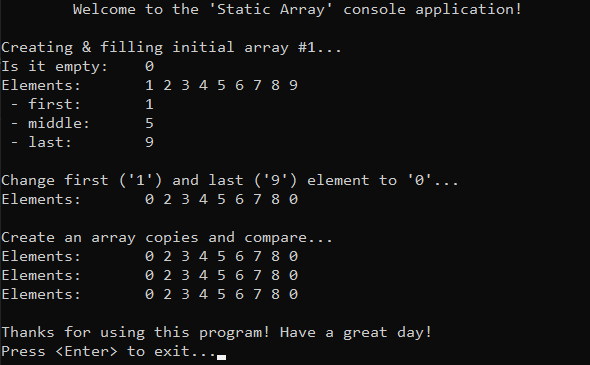 Welcome to the 'Static Array' console application!
Creating & filling initial array #1...
Is it empty: 0
Elements: 1 2 3 4 5 6 7 8 9
- first: 1
- middle: 5
- last: 9
Change first ('1') and last ('9') element to '0'...
Elements: 0 2 3 4 5 6 7 8 0
Create an array copies and compare...
Elements: 0 2 3 4 5 6 7 8 0
Elements: 0 2 3 4 5 6 7 8 0
Elements: 0 2 3 4 5 6 7 8 0
Thanks for using this program! Have a great day!
Press <Enter> to exit...